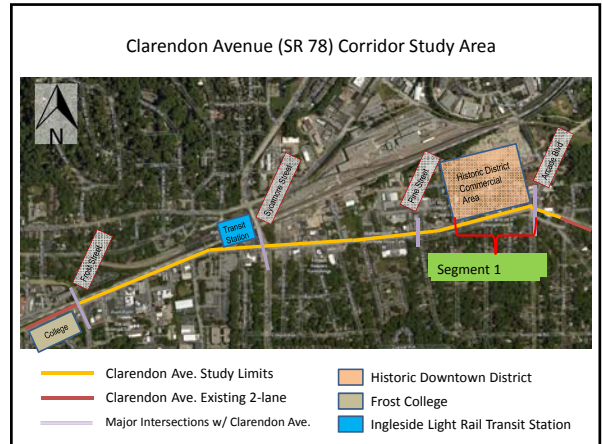 Clarendon Avenue (SR 78) Corridor Study Area
N
Frost Street
College
Transit
Station
Sycamore Street
Pine Street
Historic District
Commercial
Area
Arcade Blvd
Segment 1
Clarendon Ave. Study Limits
Clarendon Ave. Existing 2-lane
Major Intersections w/ Clarendon Ave.
Historic Downtown District
Frost College
Ingleside Light Rail Transit Station